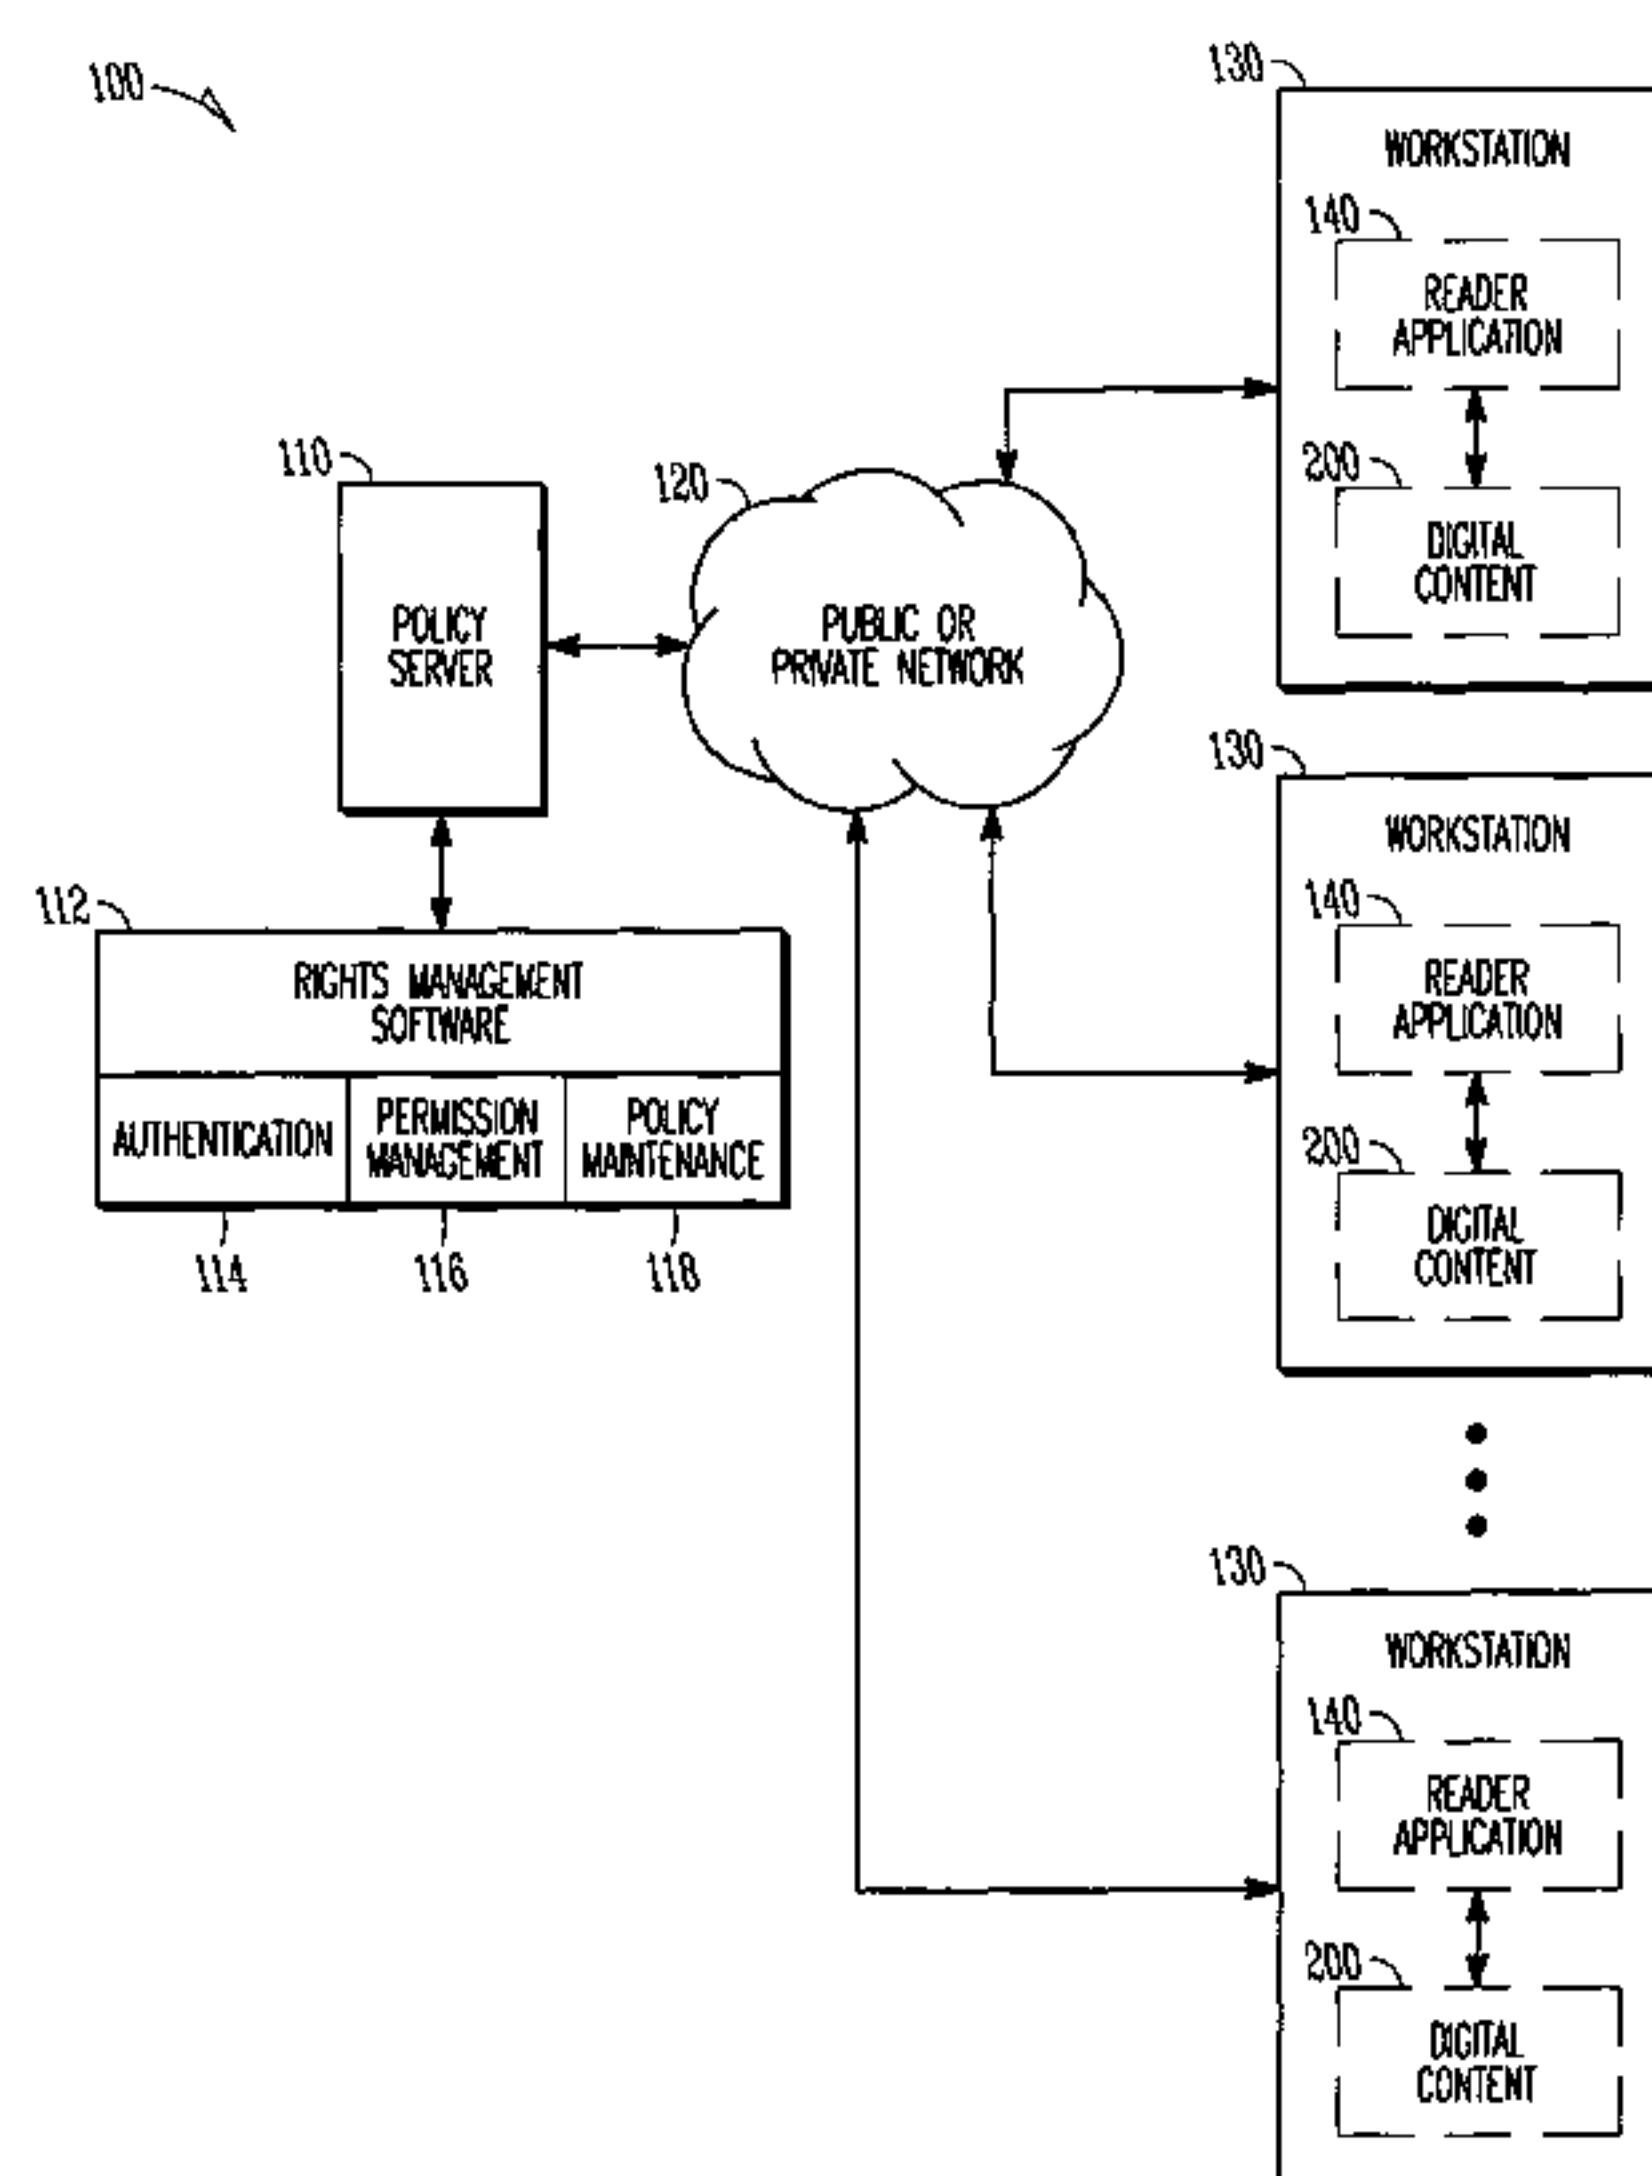 100
130
WORKSTATION
140
READER
APPLICATION
200
DIGITAL
CONTENT
110
POLICY
SERVER
120
PUBLIC OR
PRIVATE NETWORK
112
RIGHTS MANAGEMENT
SOFTWARE
AUTHENTICATION
PERMISSION
MANAGEMENT
POLICY
MAINTENANCE
114
116
118
130
WORKSTATION
140
READER
APPLICATION
200
DIGITAL
CONTENT
130
WORKSTATION
140
READER
APPLICATION
200
DIGITAL
CONTENT